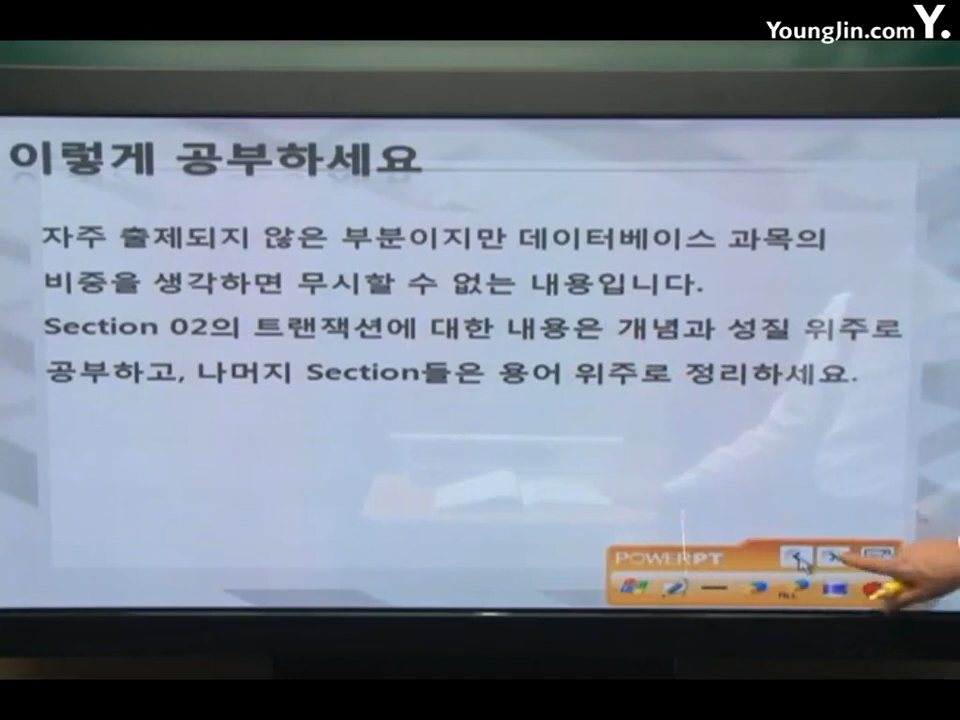 YoungJin.com Y.
이렇게 공부하세요
자주 출제되지 않은 부분이지만 데이터베이스 과목의
비중을 생각하면 무시할 수 없는 내용입니다.
Section 02의 트랜잭션에 대한 내용은 개념과 성질 위주로
공부하고, 나머지 Section들은 용어 위주로 정리하세요.
POWERPT